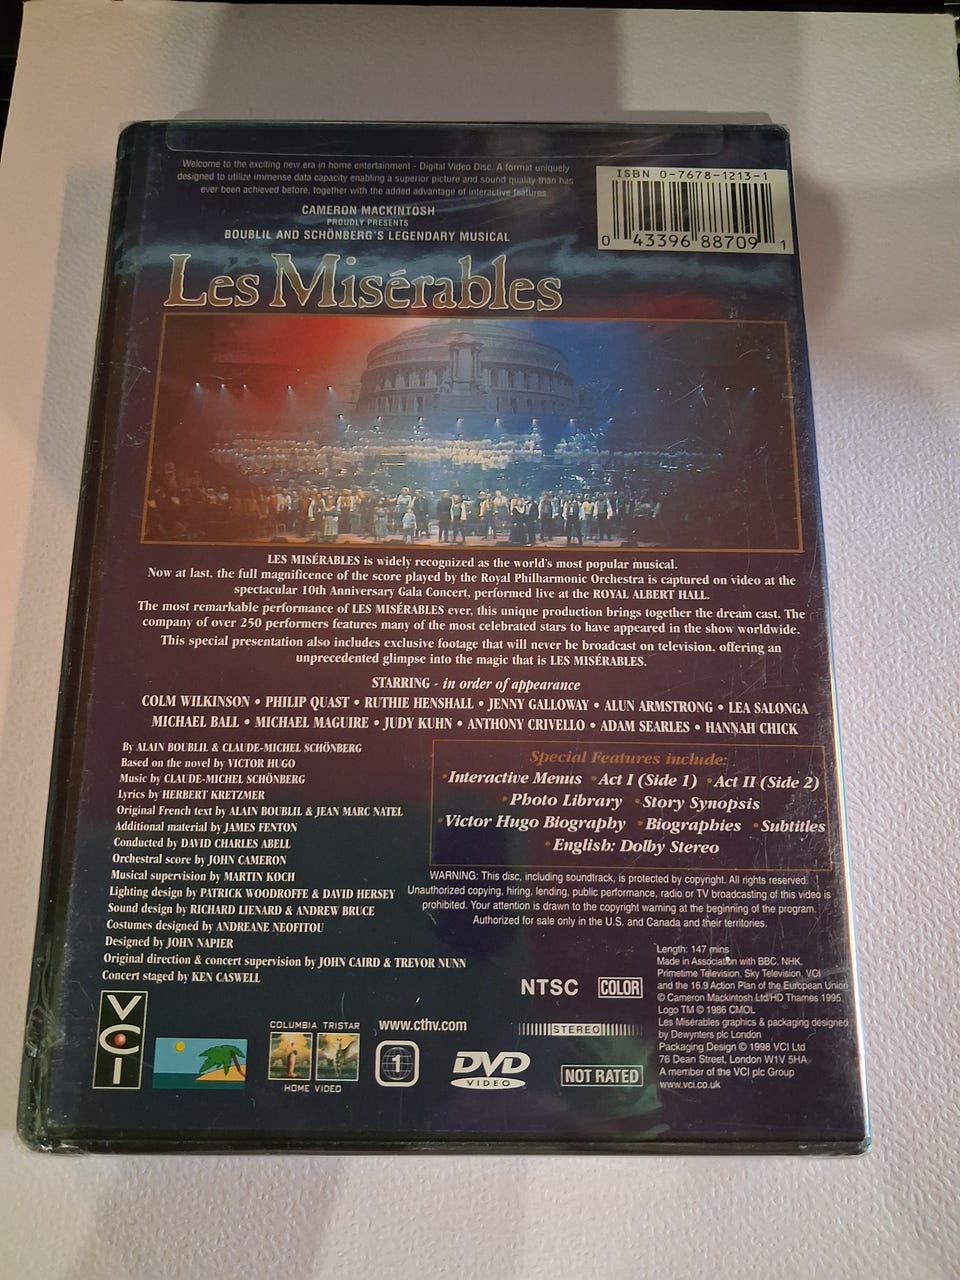 Welcome to the exciting new era in home entertainment - Digital Video Disc. A format uniquely
designed to utilize immense data capacity enabling a superior picture and sound quality than has
ever been achieved before, together with the added advantage of interactive features.
ISBN 0-7678-1213-1
0 43396 88709 1
CAMERON MACKINTOSH
PROUDLY PRESENTS
BOUBLIL AND SCHÖNBERG'S LEGENDARY MUSICAL
Les Misérables
LES MISÉRABLES is widely recognized as the world's most popular musical.
Now at last, the full magnificence of the score played by the Royal Philharmonic Orchestra is captured on video at the
spectacular 10th Anniversary Gala Concert, performed live at the ROYAL ALBERT HALL.
The most remarkable performance of LES MISÉRABLES ever, this unique production brings together the dream cast. The
company of over 250 performers features many of the most celebrated stars to have appeared in the show worldwide.
This special presentation also includes exclusive footage that will never be broadcast on television, offering an
unprecedented glimpse into the magic that is LES MISÉRABLES.
STARRING - in order of appearance
COLM WILKINSON • PHILIP QUAST • RUTHIE HENSHALL • JENNY GALLOWAY • ALUN ARMSTRONG • LEA SALONGA
MICHAEL BALL • MICHAEL MAGUIRE • JUDY KUHN • ANTHONY CRIVELLO • ADAM SEARLES • HANNAH CHICK
By ALAIN BOUBLIL & CLAUDE-MICHEL SCHÖNBERG
Based on the novel by VICTOR HUGO
Music by CLAUDE-MICHEL SCHÖNBERG
Lyrics by HERBERT KRETZMER
Original French text by ALAIN BOUBLIL & JEAN MARC NATEL
Additional material by JAMES FENTON
Conducted by DAVID CHARLES ABELL
Orchestral score by JOHN CAMERON
Musical supervision by MARTIN KOCH
Lighting design by PATRICK WOODROFFE & DAVID HERSEY
Sound design by RICHARD LIENARD & ANDREW BRUCE
Costumes designed by ANDREANE NEOFITOU
Designed by JOHN NAPIER
Original direction & concert supervision by JOHN CAIRD & TREVOR NUNN
Concert staged by KEN CASWELL
Special Features include:
•Interactive Menus •Act I (Side 1) •Act II (Side 2)
•Photo Library •Story Synopsis
•Victor Hugo Biography •Biographies •Subtitles
•English: Dolby Stereo
WARNING: This disc, including soundtrack, is protected by copyright. All rights reserved.
Unauthorized copying, hiring, lending, public performance, radio or TV broadcasting of this video is
prohibited. Your attention is drawn to the copyright warning at the beginning of the program.
Authorized for sale only in the U.S. and Canada and their territories.
NTSC COLOR
STEREO
NOT RATED
Length: 147 mins
Made in Association with BBC, NHK,
Primetime Television, Sky Television, VCI
and the 16.9 Action Plan of the European Union
© Cameron Mackintosh Ltd/HD Thames 1995.
Logo TM © 1986 CMOL
Les Misérables graphics & packaging designed
by Dewynters plc London
Packaging Design © 1998 VCI Ltd
76 Dean Street, London W1V 5HA
A member of the VCI plc Group
www.vci.co.uk
VCI
COLUMBIA TRISTAR
HOME VIDEO
www.cthv.com
1
DVD
VIDEO